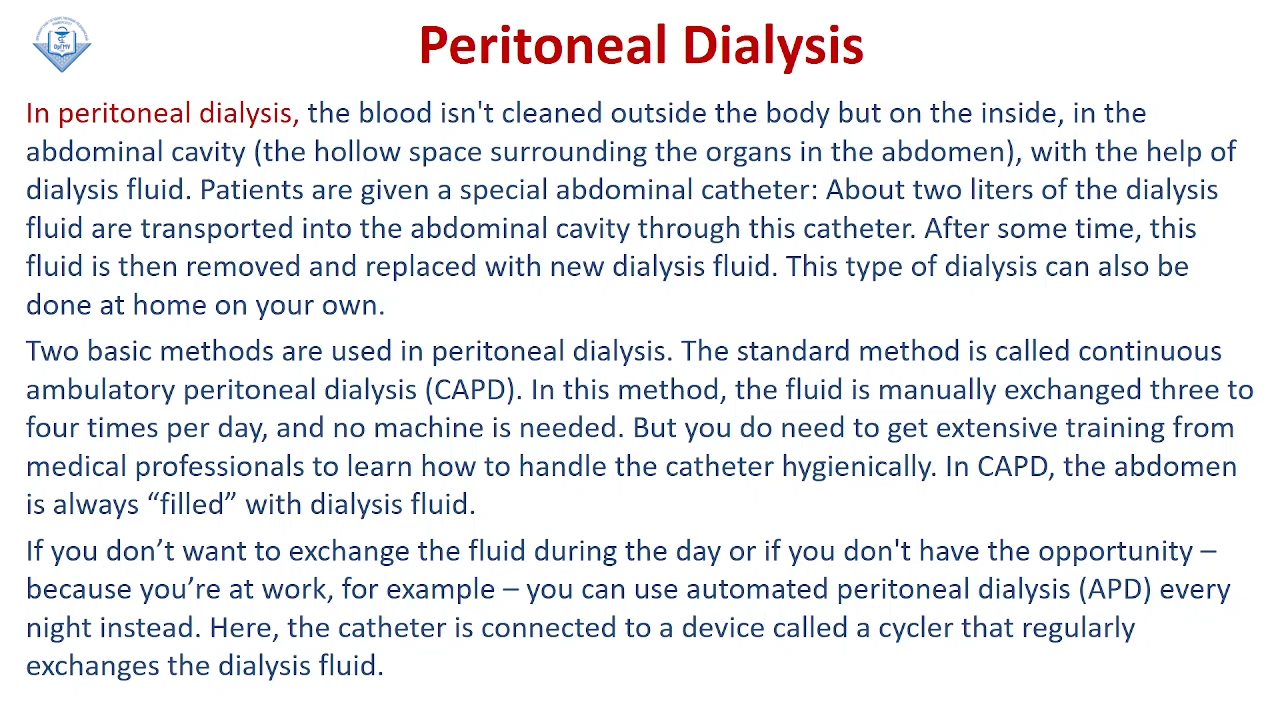 ОрГМУ
Peritoneal Dialysis
In peritoneal dialysis, the blood isn't cleaned outside the body but on the inside, in the
abdominal cavity (the hollow space surrounding the organs in the abdomen), with the help of
dialysis fluid. Patients are given a special abdominal catheter: About two liters of the dialysis
fluid are transported into the abdominal cavity through this catheter. After some time, this
fluid is then removed and replaced with new dialysis fluid. This type of dialysis can also be
done at home on your own.
Two basic methods are used in peritoneal dialysis. The standard method is called continuous
ambulatory peritoneal dialysis (CAPD). In this method, the fluid is manually exchanged three to
four times per day, and no machine is needed. But you do need to get extensive training from
medical professionals to learn how to handle the catheter hygienically. In CAPD, the abdomen
is always “filled” with dialysis fluid.
If you don’t want to exchange the fluid during the day or if you don't have the opportunity –
because you’re at work, for example – you can use automated peritoneal dialysis (APD) every
night instead. Here, the catheter is connected to a device called a cycler that regularly
exchanges the dialysis fluid.